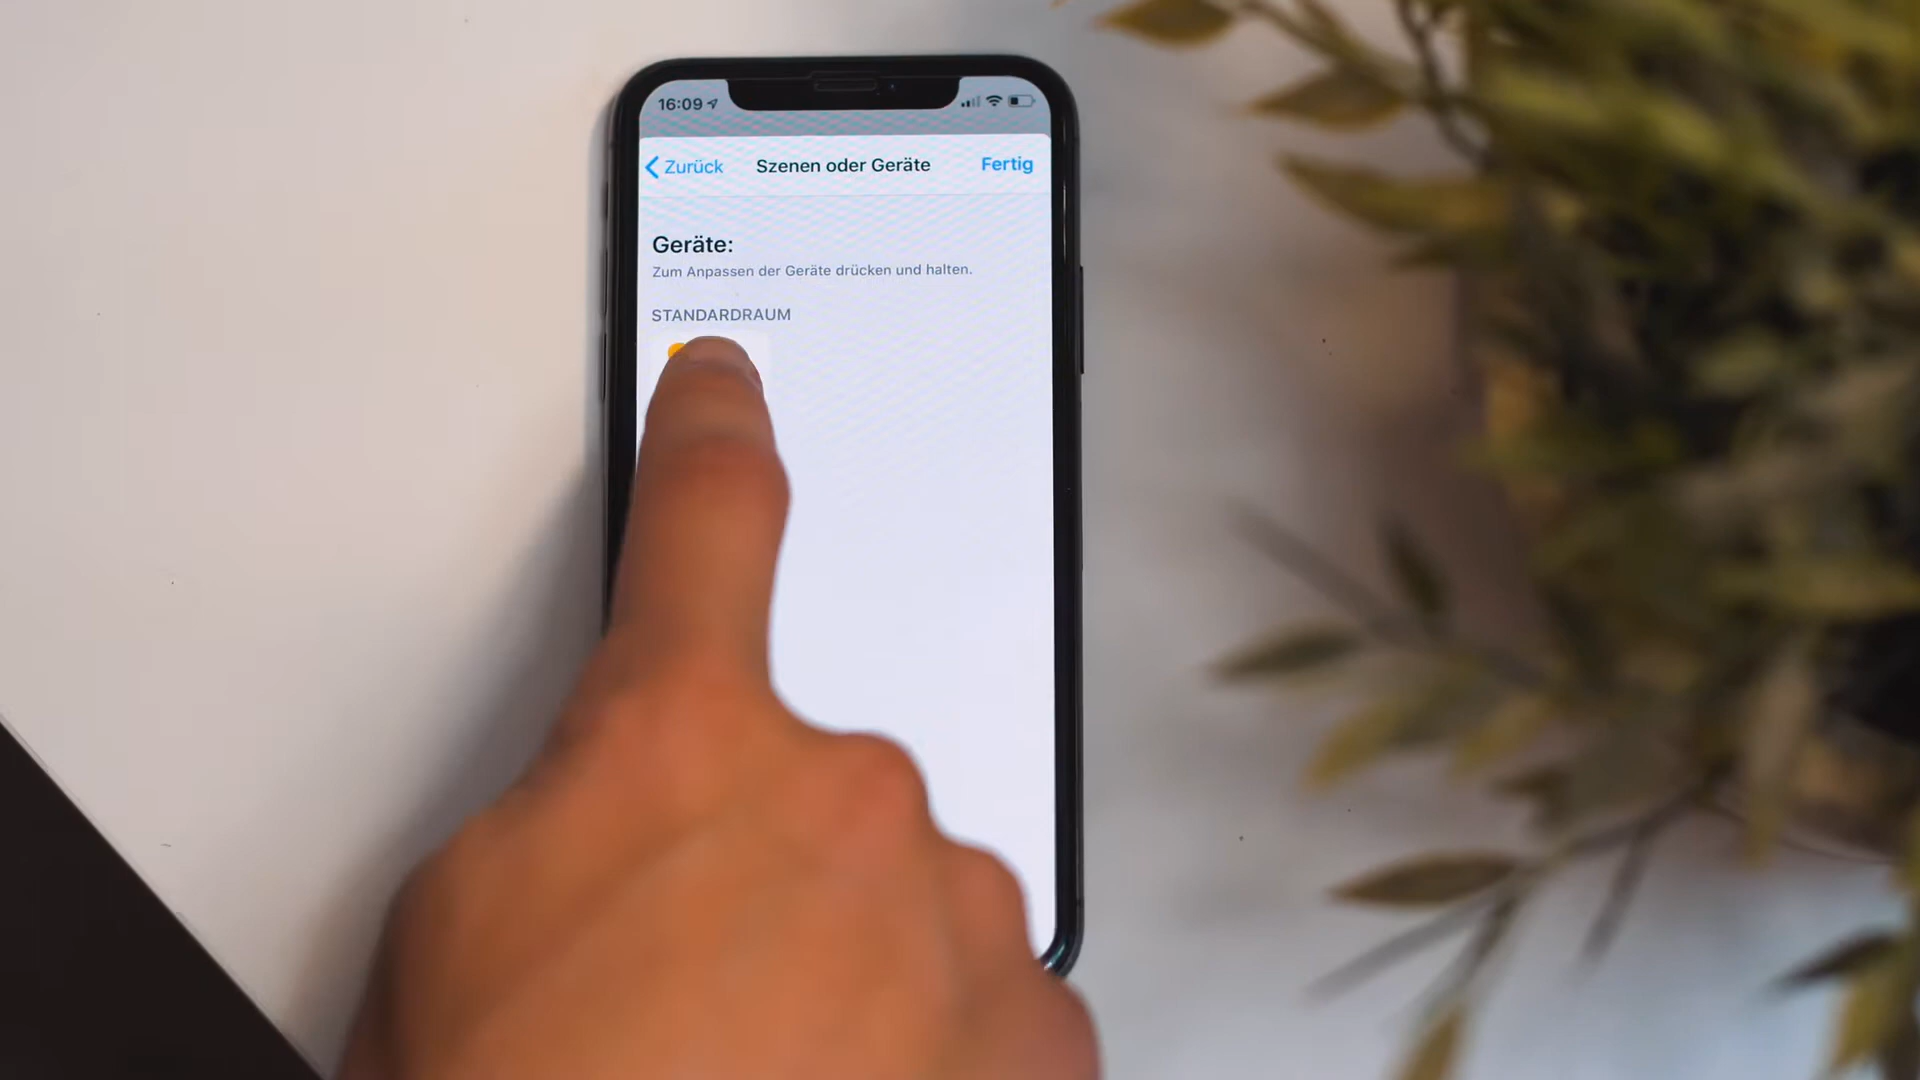 16:09
Zurück Szenen oder Geräte Fertig
Geräte:
Zum Anpassen der Geräte drücken und halten.
STANDARDRAUM